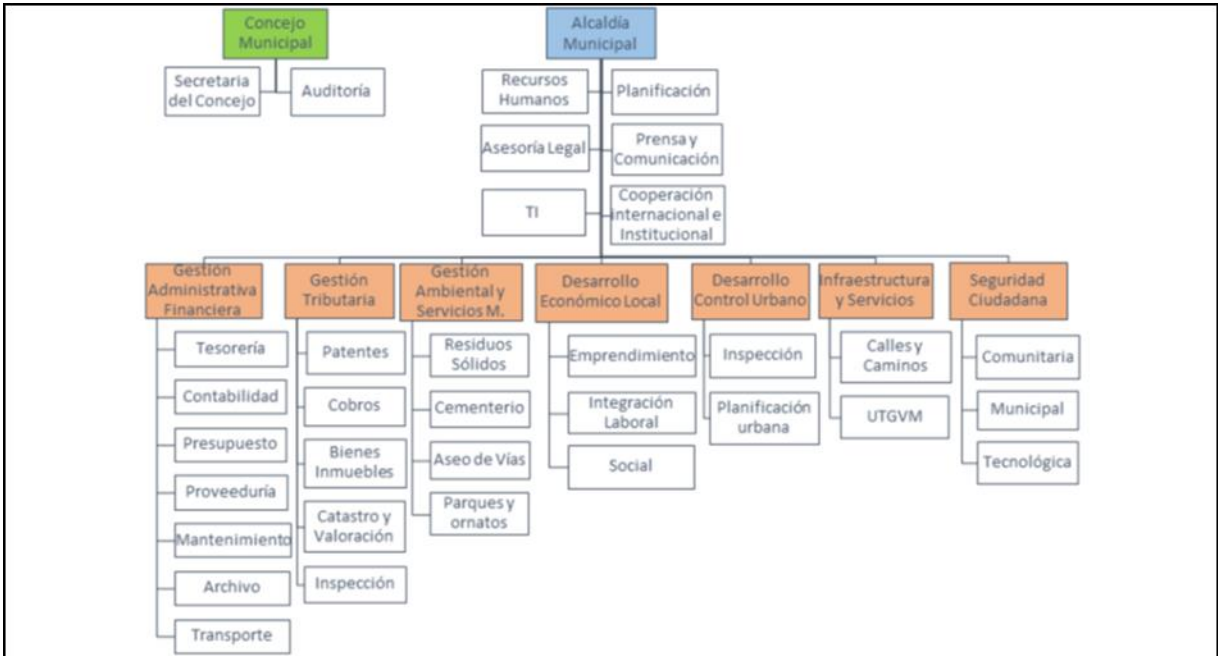 Concejo
Municipal
Alcaldía
Municipal
Secretaria
del Concejo
Auditoría
Recursos
Humanos
Planificación
Asesoría Legal
Prensa y
Comunicación
TI
Cooperación
internacional e
Institucional
Gestión
Administrativa
Financiera
Tesorería
Contabilidad
Presupuesto
Proveeduría
Mantenimiento
Archivo
Transporte
Gestión
Tributaria
Patentes
Cobros
Bienes
Inmuebles
Catastro y
Valoración
Inspección
Gestión
Ambiental y
Servicios M.
Residuos
Sólidos
Cementerio
Aseo de Vías
Parques y
ornatos
Desarrollo
Económico Local
Emprendimiento
Integración
Laboral
Social
Desarrollo
Control Urbano
Inspección
Planificación
urbana
Infraestructura
y Servicios
Calles y
Caminos
UTGVM
Seguridad
Ciudadana
Comunitaria
Municipal
Tecnológica